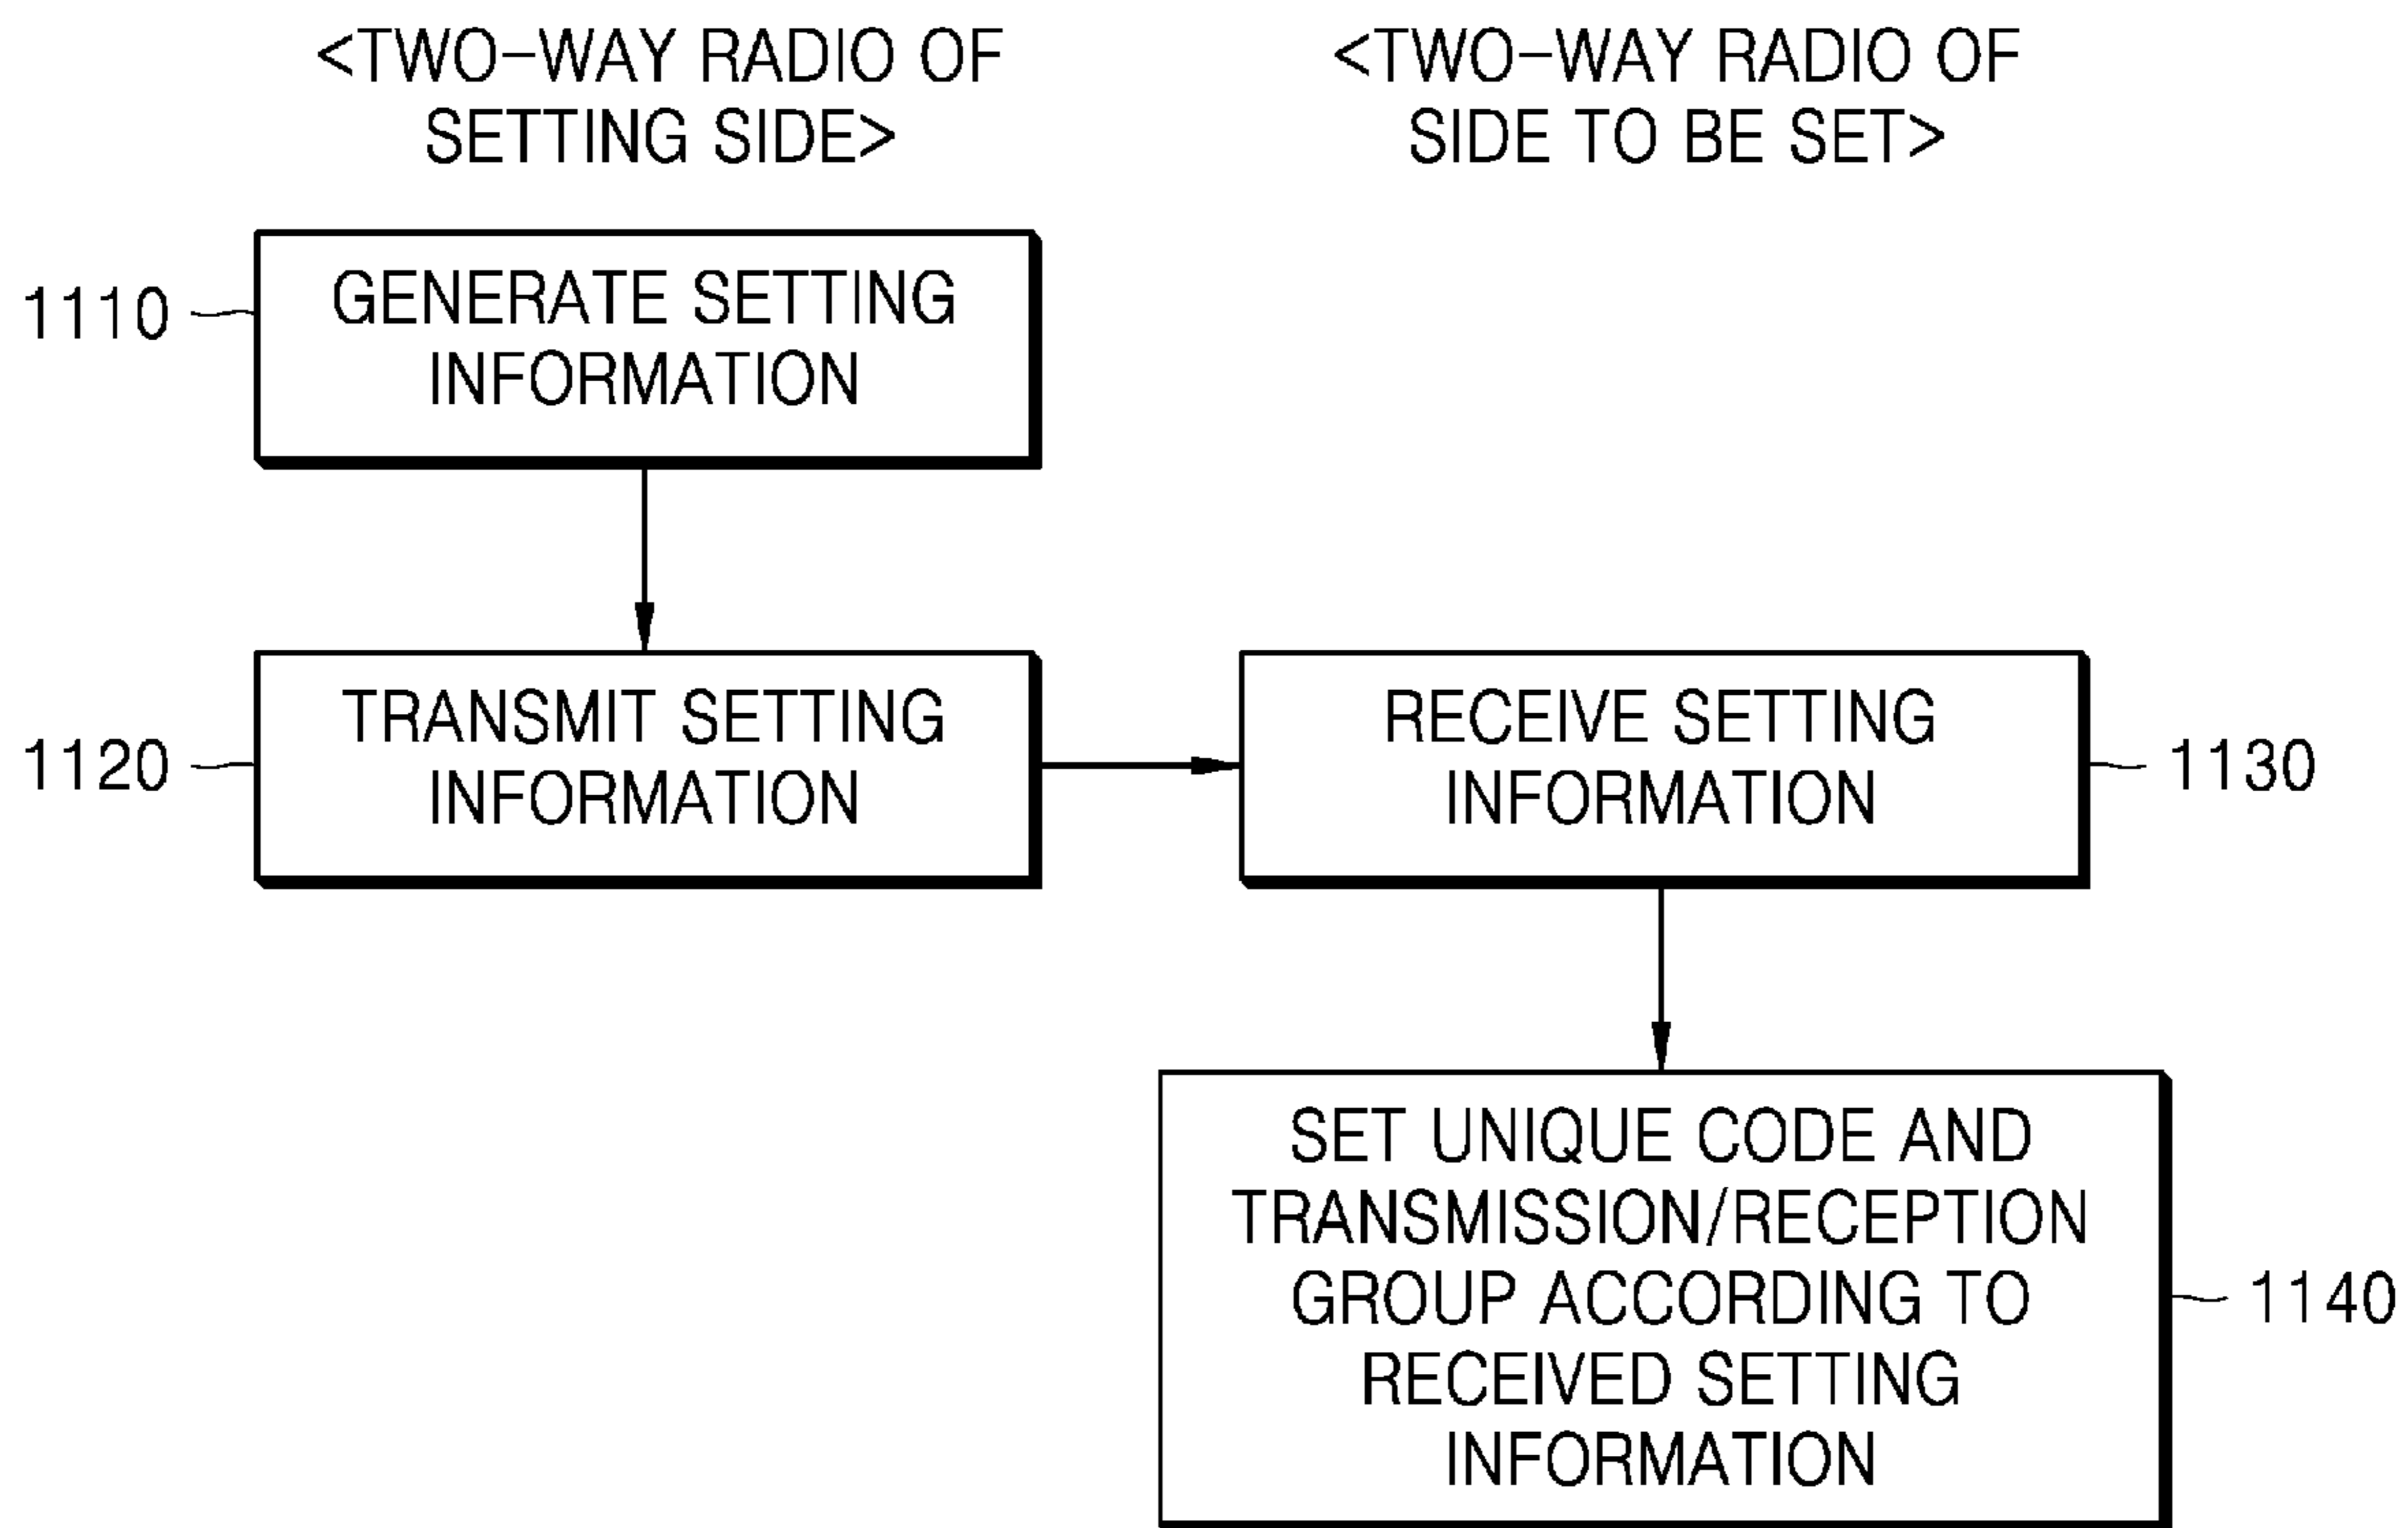 <TWO-WAY RADIO OF
SETTING SIDE>
<TWO-WAY RADIO OF
SIDE TO BE SET>
1110
GENERATE SETTING
INFORMATION
1120
TRANSMIT SETTING
INFORMATION
RECEIVE SETTING
INFORMATION
1130
SET UNIQUE CODE AND
TRANSMISSION/RECEPTION
GROUP ACCORDING TO
RECEIVED SETTING
INFORMATION
1140